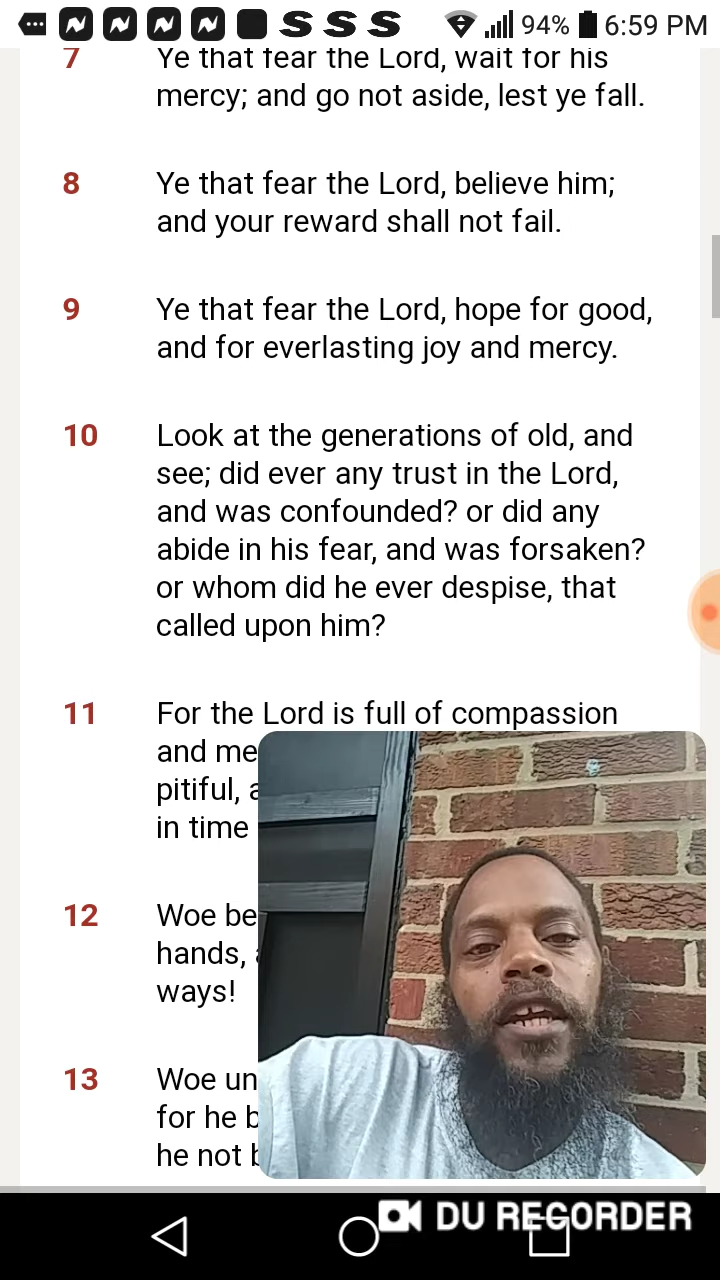 94% 6:59 PM
7 Ye that fear the Lord, wait for his
mercy; and go not aside, lest ye fall.
8 Ye that fear the Lord, believe him;
and your reward shall not fail.
9 Ye that fear the Lord, hope for good,
and for everlasting joy and mercy.
10 Look at the generations of old, and
see; did ever any trust in the Lord,
and was confounded? or did any
abide in his fear, and was forsaken?
or whom did he ever despise, that
called upon him?
11 For the Lord is full of compassion
and me
pitiful, a
in time
12 Woe be
hands,
ways!
13 Woe un
for he b
he not b
DU RECORDER